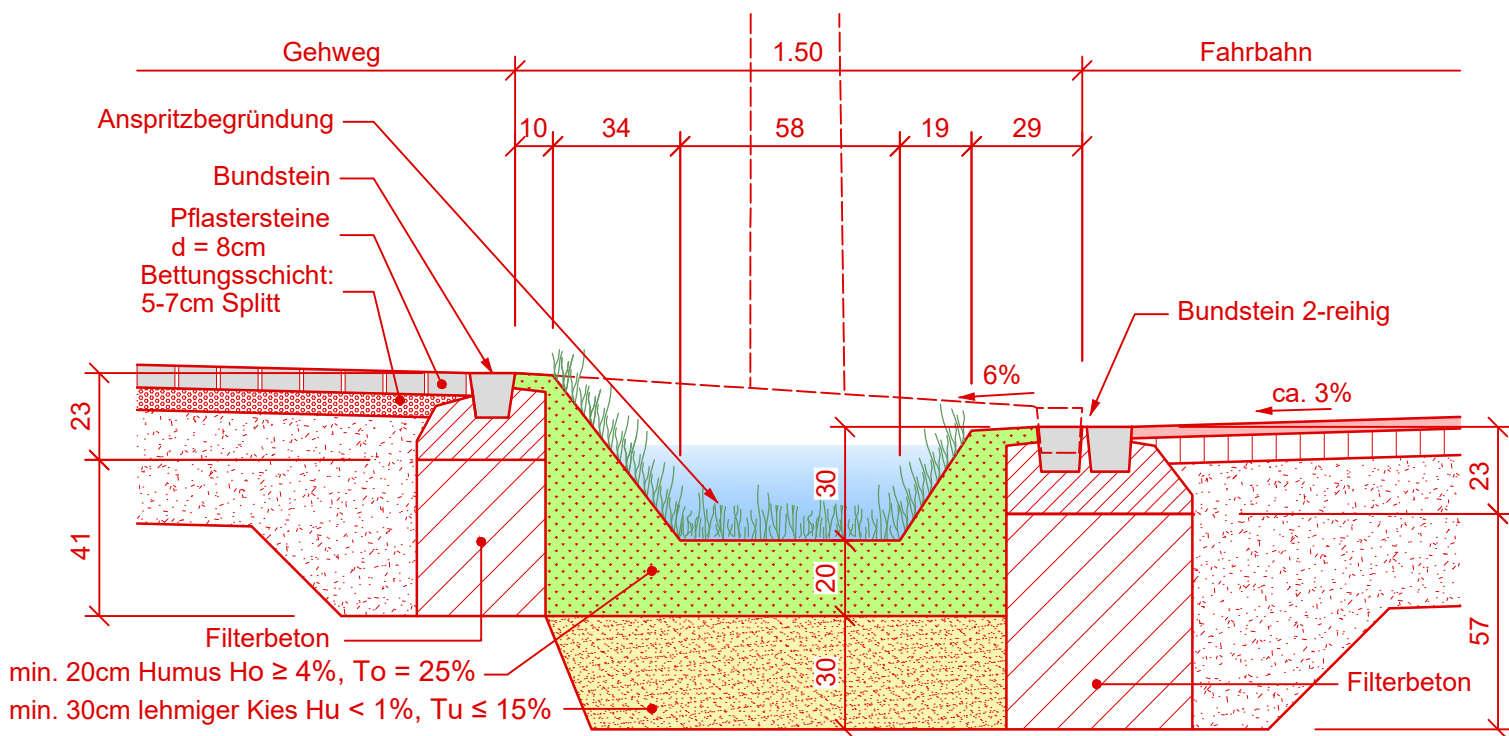 Gehweg
1.50
Fahrbahn
Anspritzbegründung
10
34
58
19
29
Bundstein
Pflastersteine
d = 8cm
Bettungsschicht:
5-7cm Splitt
Bundstein 2-reihig
6%
ca. 3%
23
30
23
41
20
57
30
Filterbeton
min. 20cm Humus Ho ≥ 4%, To = 25%
min. 30cm lehmiger Kies Hu < 1%, Tu ≤ 15%
Filterbeton